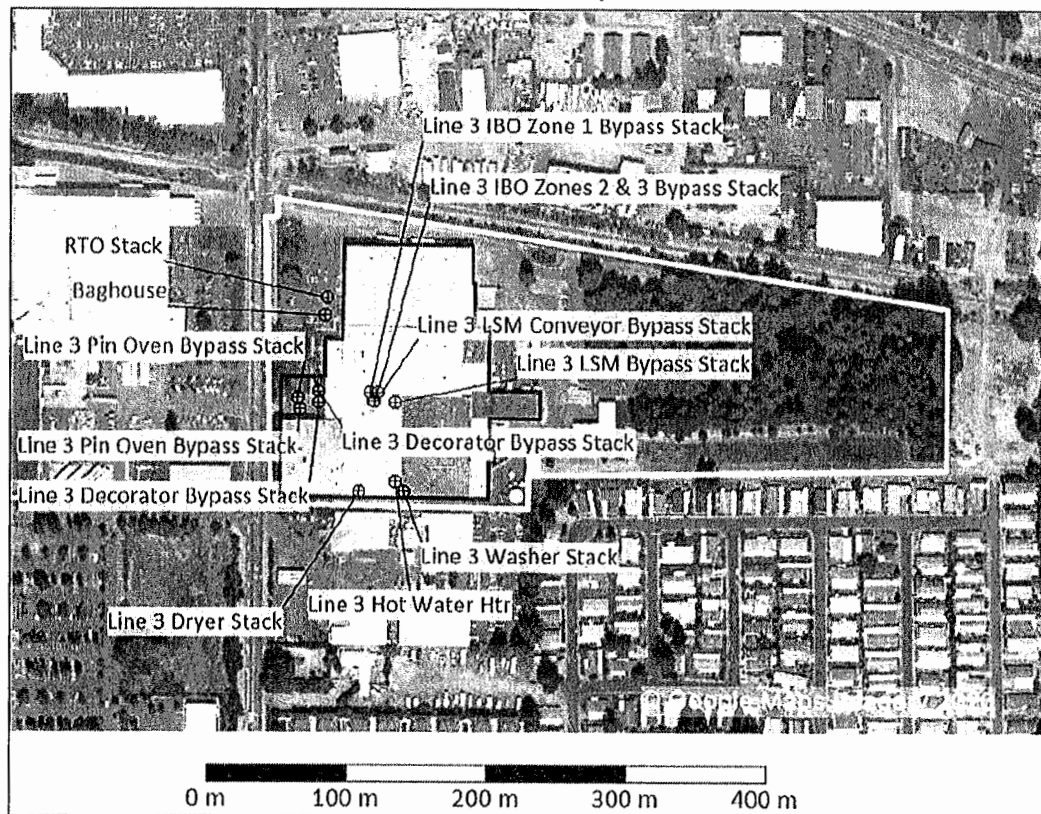 Line 3 IBO Zone 1 Bypass Stack
Line 3 IBO Zones 2 & 3 Bypass Stack
RTO Stack
Baghouse
Line 3 LSM Conveyor Bypass Stack
Line 3 Pin Oven Bypass Stack
Line 3 LSM Bypass Stack
Line 3 Pin Oven Bypass Stack
Line 3 Decorator Bypass Stack
Line 3 Decorator Bypass Stack
Line 3 Washer Stack
Line 3 Hot Water Htr
Line 3 Dryer Stack
0 m 100 m 200 m 300 m 400 m